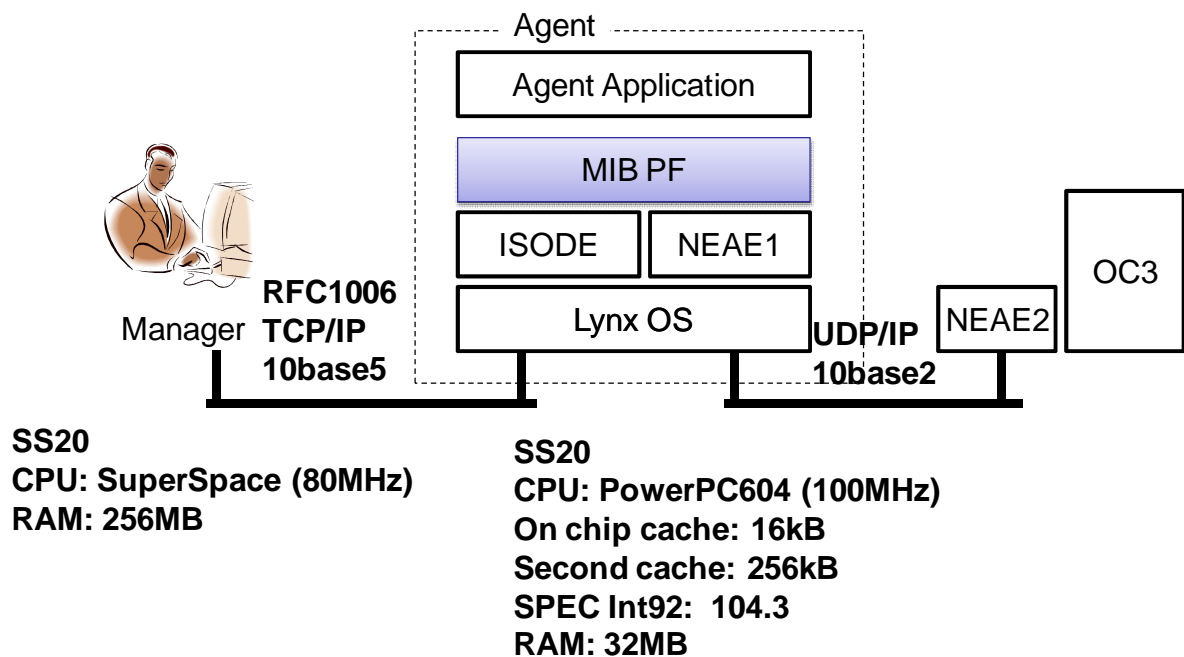 Agent
Agent Application
MIB PF
ISODE
NEAE1
Lynx OS
Manager
RFC1006
TCP/IP
10base5
UDP/IP
10base2
NEAE2
OC3
SS20
CPU: SuperSpace (80MHz)
RAM: 256MB
SS20
CPU: PowerPC604 (100MHz)
On chip cache: 16kB
Second cache: 256kB
SPEC Int92: 104.3
RAM: 32MB